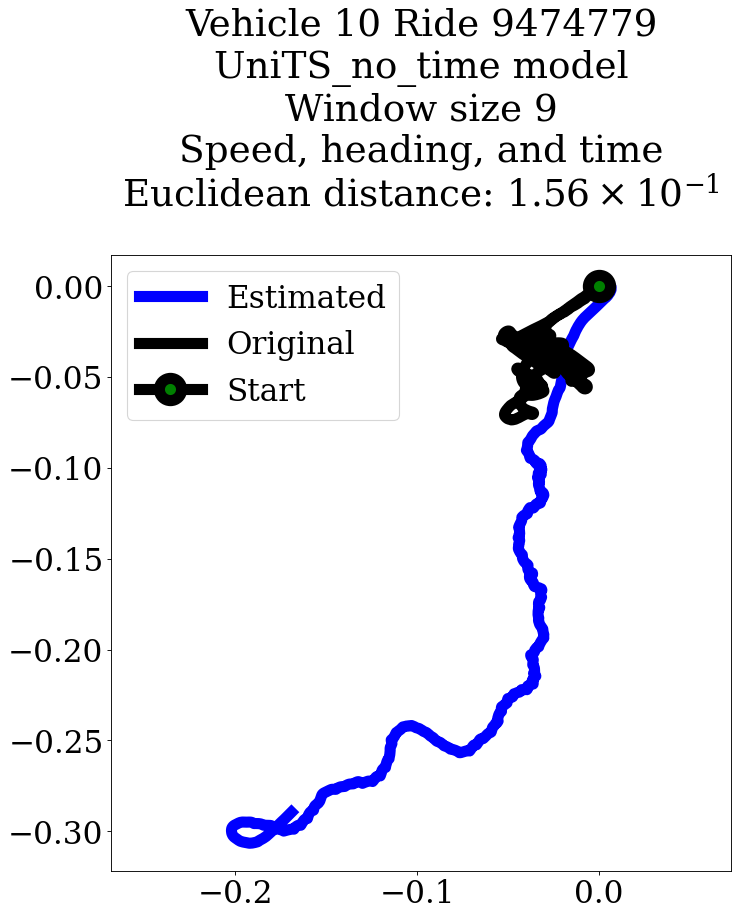 Vehicle 10 Ride 9474779
UniTS_no_time model
Window size 9
Speed, heading, and time
Euclidean distance: 1.56 × 10⁻¹
Estimated
Original
Start
0.00
−0.05
−0.10
−0.15
−0.20
−0.25
−0.30
−0.2
−0.1
0.0